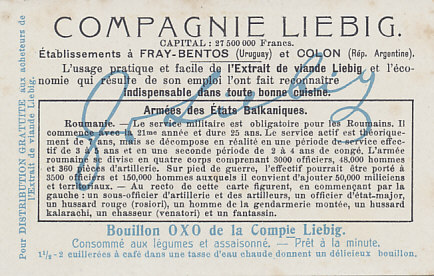 COMPAGNIE LIEBIG.
CAPITAL: 27 500 000 Francs.
Établissements à FRAY-BENTOS (Uruguay) et COLON (Rép. Argentine).
L'usage pratique et facile de l'Extrait de viande Liebig et l'éco-
nomie qui résulte de son emploi l'ont fait reconnaître
Indispensable dans toute bonne cuisine.
Armées des États Balkaniques.
Roumanie. — Le service militaire est obligatoire pour les Roumains. Il
commence dans la 21me année et dure 25 ans. Le service actif est théorique-
ment de 7 ans, mais se décompose en réalité en une période de service effec-
tif de 3 à 5 ans et en une seconde période de 2 à 4 ans de congé. L'armée
roumaine se divise en quatre corps comprenant 3000 officiers, 48,000 hommes et
360 pièces d'artillerie. Sur pied de guerre, l'effectif pourrait être porté à
3500 officiers et 150,000 hommes auxquels il convient d'ajouter 50,000 miliciens
et territoriaux. — Au recto de cette carte figurent, en commençant par la
gauche : un sous-officier d'artillerie et des artilleurs, un officier d'état-major,
un hussard rouge (rosiori), un homme de la gendarmerie montée, un hussard
kalarachi, un chasseur (venatori) et un fantassin.
Bouillon OXO de la Compie Liebig.
Consommé aux légumes et assaisonné. — Prêt à la minute.
1½-2 cuillerées à café dans une tasse d'eau chaude donnent un délicieux bouillon.
Pour DISTRIBUTION GRATUITE aux acheteurs de
l'Extrait de viande Liebig.